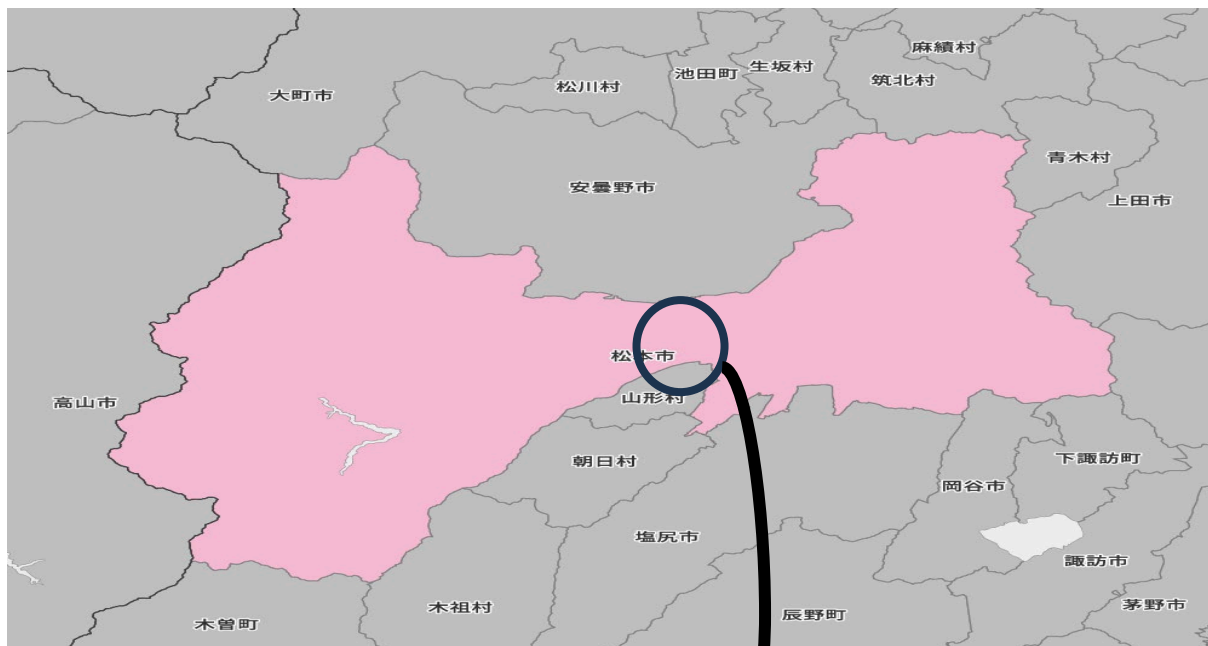 麻績村
生坂村
池田町
筑北村
松川村
大町市
青木村
安曇野市
上田市
松本市
山形村
高山市
朝日村
下諏訪町
岡谷市
塩尻市
諏訪市
木祖村
茅野市
辰野町
木曽町